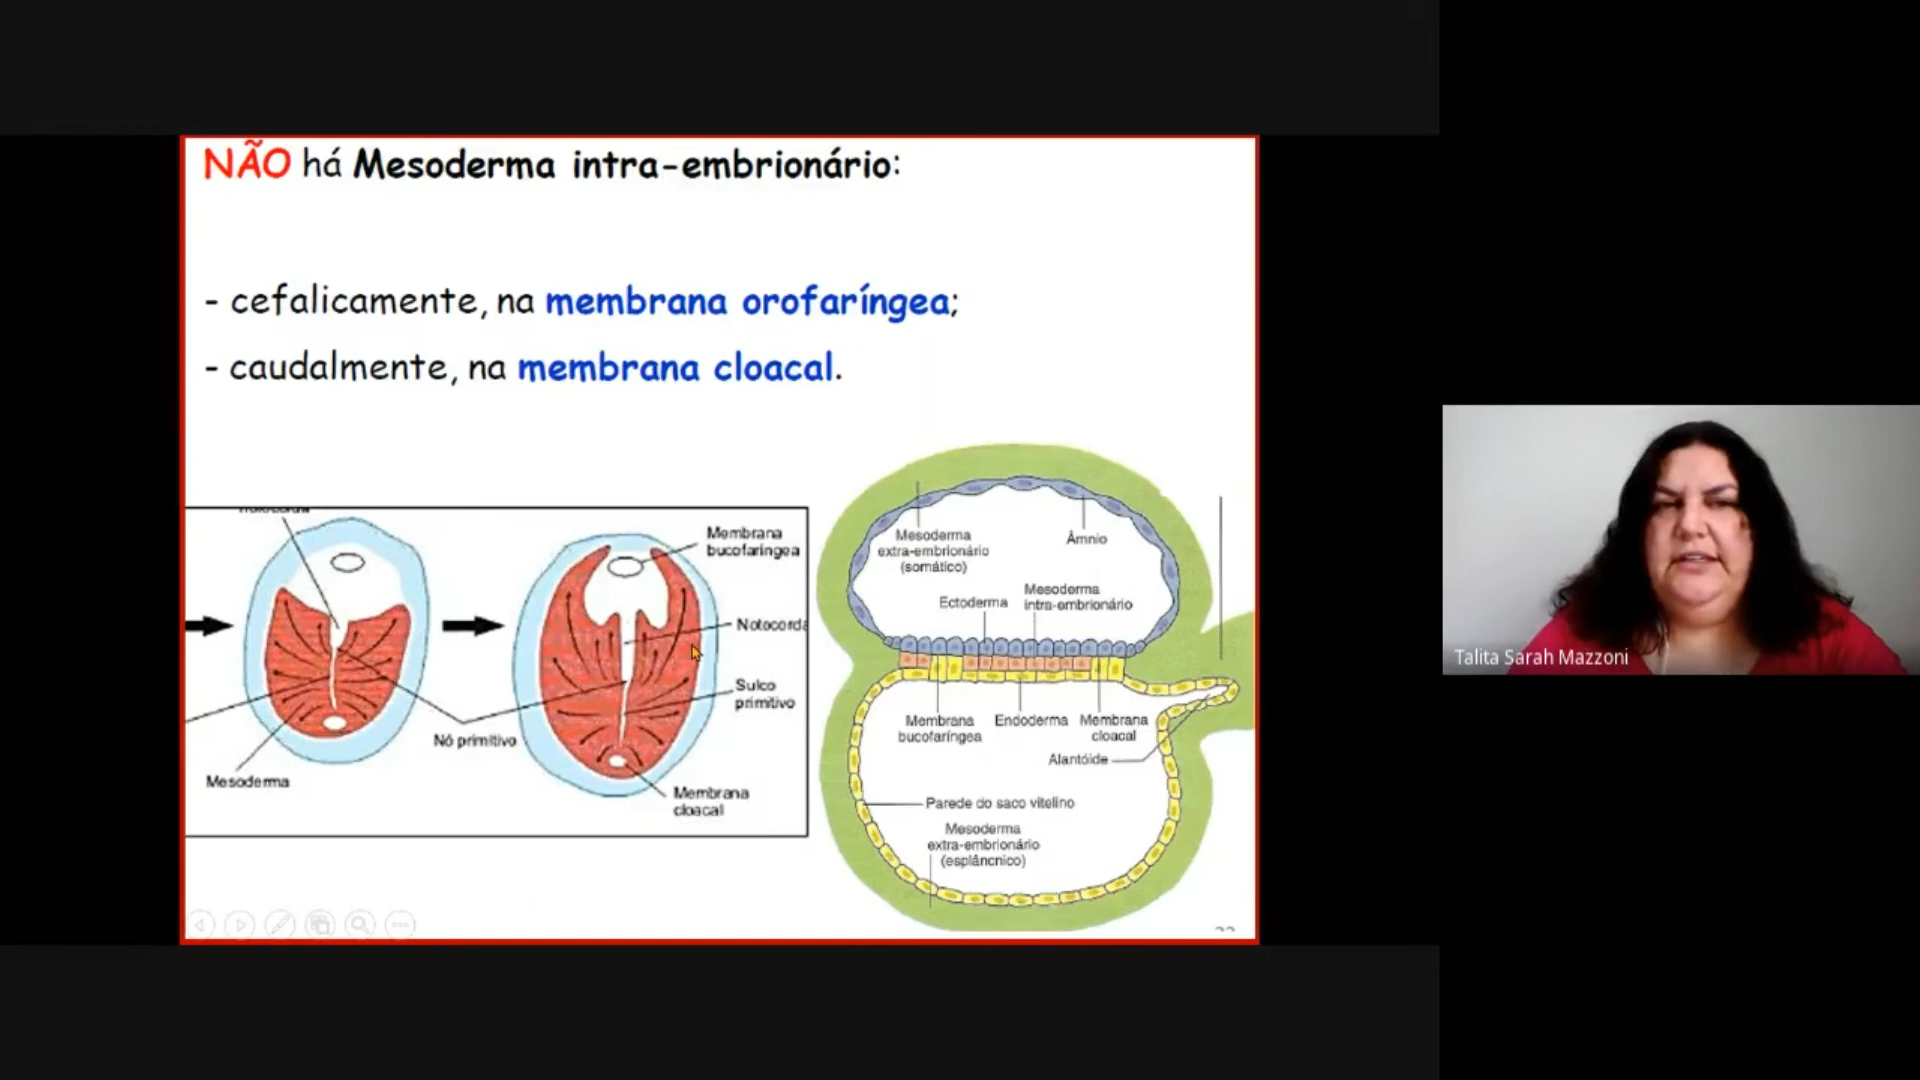 NÃO há Mesoderma intra-embrionário:
- cefalicamente, na membrana orofaríngea;
- caudalmente, na membrana cloacal.
Membrana
bucofaríngea
Notocorda
Sulco
primitivo
Nó primitivo
Mesoderma
Membrana
cloacal
Mesoderma
extra-embrionário
(somático)
Âmnio
Ectoderma
Mesoderma
intra-embrionário
Membrana
bucofaríngea
Endoderma
Membrana
cloacal
Alantóide
Parede do saco vitelino
Mesoderma
extra-embrionário
(esplâncnico)
Talita Sarah Mazzoni